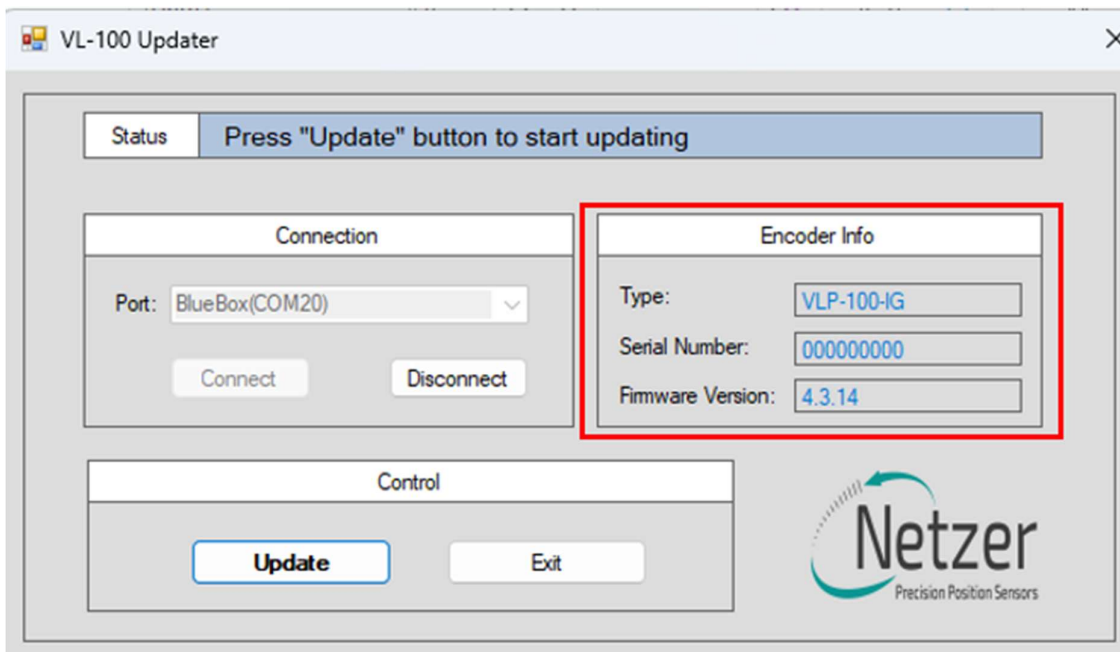 VL-100 Updater
Status
Press "Update" button to start updating
Connection
Port:
BlueBox(COM20)
Connect
Disconnect
Encoder Info
Type:
VLP-100-IG
Serial Number:
000000000
Firmware Version:
4.3.14
Control
Update
Exit
Netzer
Precision Position Sensors